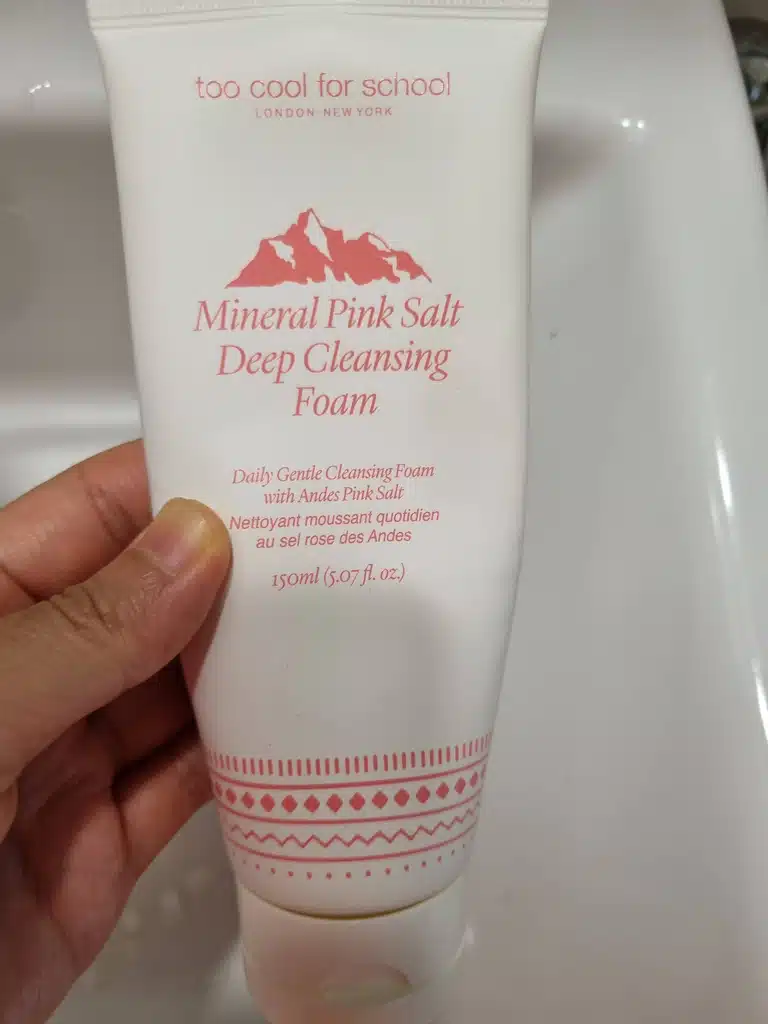 too cool for school
LONDON NEW YORK
Mineral Pink Salt
Deep Cleansing
Foam
Daily Gentle Cleansing Foam
with Andes Pink Salt
Nettoyant moussant quotidien
au sel rose des Andes
150ml (5.07 fl. oz.)